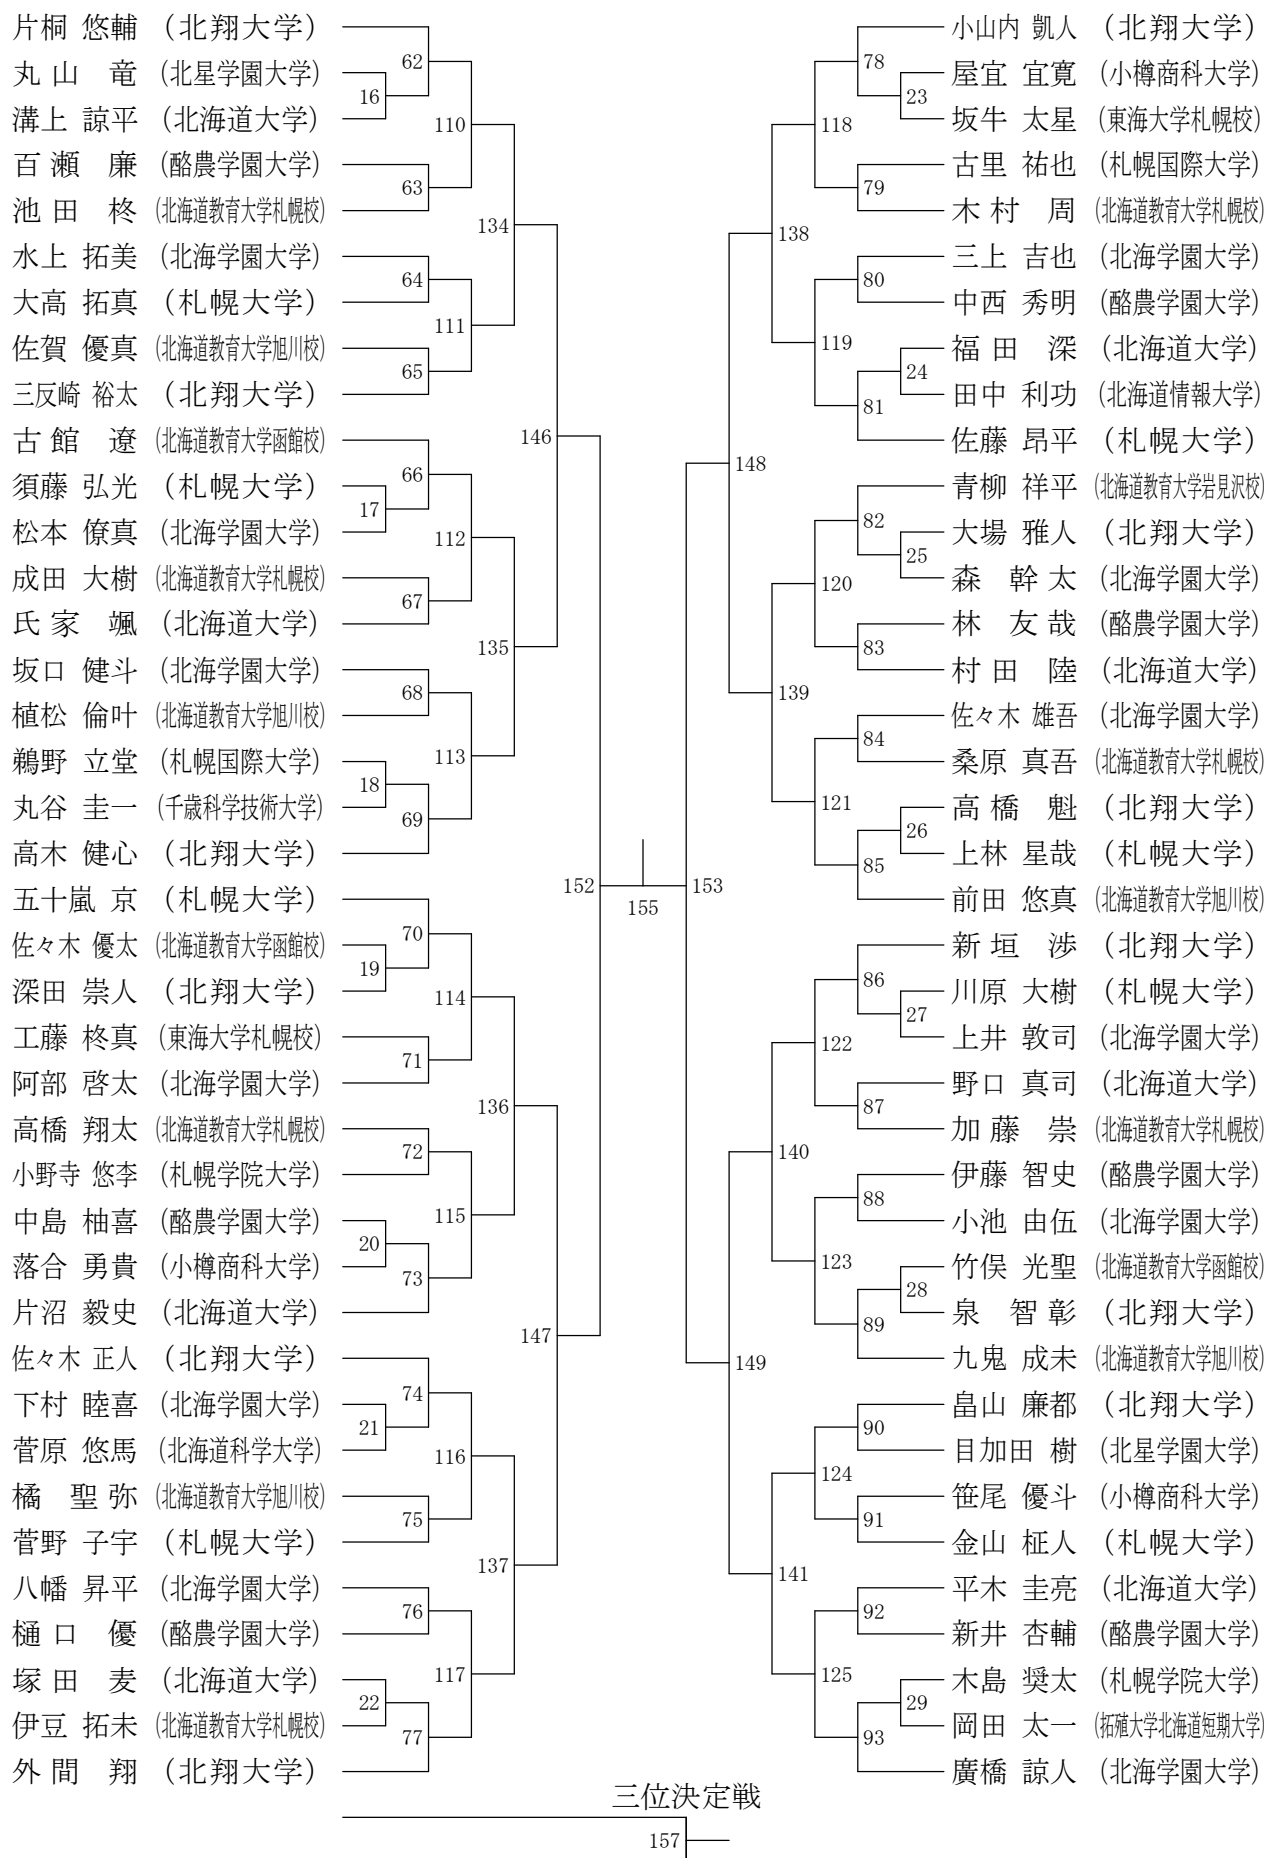 片桐 悠輔 (北翔大学)
丸山 竜 (北星学園大学)
溝上 諒平 (北海道大学)
百瀬 廉 (酪農学園大学)
池田 柊 (北海道教育大学札幌校)
水上 拓美 (北海学園大学)
大高 拓真 (札幌大学)
佐賀 優真 (北海道教育大学旭川校)
三反崎 裕太 (北翔大学)
古館 遼 (北海道教育大学函館校)
須藤 弘光 (札幌大学)
松本 僚真 (北海学園大学)
成田 大樹 (北海道教育大学札幌校)
氏家 颯 (北海道大学)
坂口 健斗 (北海学園大学)
植松 倫叶 (北海道教育大学旭川校)
鵜野 立堂 (札幌国際大学)
丸谷 圭一 (千歳科学技術大学)
高木 健心 (北翔大学)
五十嵐 京 (札幌大学)
佐々木 優太 (北海道教育大学函館校)
深田 崇人 (北翔大学)
工藤 柊真 (東海大学札幌校)
阿部 啓太 (北海学園大学)
高橋 翔太 (北海道教育大学札幌校)
小野寺 悠李 (札幌学院大学)
中島 柚喜 (酪農学園大学)
落合 勇貴 (小樽商科大学)
片沼 毅史 (北海道大学)
佐々木 正人 (北翔大学)
下村 睦喜 (北海学園大学)
菅原 悠馬 (北海道科学大学)
橘 聖弥 (北海道教育大学旭川校)
菅野 子宇 (札幌大学)
八幡 昇平 (北海学園大学)
樋口 優 (酪農学園大学)
塚田 麦 (北海道大学)
伊豆 拓未 (北海道教育大学札幌校)
外間 翔 (北翔大学)
16
17
18
19
20
21
22
62
63
64
65
66
67
68
69
70
71
72
73
74
75
76
77
110
111
112
113
114
115
116
117
134
135
136
137
146
147
152
155
153
148
149
138
139
140
141
118
119
120
121
122
123
124
125
78
79
80
81
82
83
84
85
86
87
88
89
90
91
92
93
23
24
25
26
27
28
29
小山内 凱人 (北翔大学)
屋宜 宜寛 (小樽商科大学)
坂牛 太星 (東海大学札幌校)
古里 祐也 (札幌国際大学)
木村 周 (北海道教育大学札幌校)
三上 吉也 (北海学園大学)
中西 秀明 (酪農学園大学)
福田 深 (北海道大学)
田中 利功 (北海道情報大学)
佐藤 昂平 (札幌大学)
青柳 祥平 (北海道教育大学岩見沢校)
大場 雅人 (北翔大学)
森 幹太 (北海学園大学)
林 友哉 (酪農学園大学)
村田 陸 (北海道大学)
佐々木 雄吾 (北海学園大学)
桑原 真吾 (北海道教育大学札幌校)
高橋 魁 (北翔大学)
上林 星哉 (札幌大学)
前田 悠真 (北海道教育大学旭川校)
新垣 渉 (北翔大学)
川原 大樹 (札幌大学)
上井 敦司 (北海学園大学)
野口 真司 (北海道大学)
加藤 崇 (北海道教育大学札幌校)
伊藤 智史 (酪農学園大学)
小池 由伍 (北海学園大学)
竹俣 光聖 (北海道教育大学函館校)
泉 智彰 (北翔大学)
九鬼 成未 (北海道教育大学旭川校)
畠山 廉都 (北翔大学)
目加田 樹 (北星学園大学)
笹尾 優斗 (小樽商科大学)
金山 柾人 (札幌大学)
平木 圭亮 (北海道大学)
新井 杏輔 (酪農学園大学)
木島 奨太 (札幌学院大学)
岡田 太一 (拓殖大学北海道短期大学)
廣橋 諒人 (北海学園大学)
三位決定戦
157